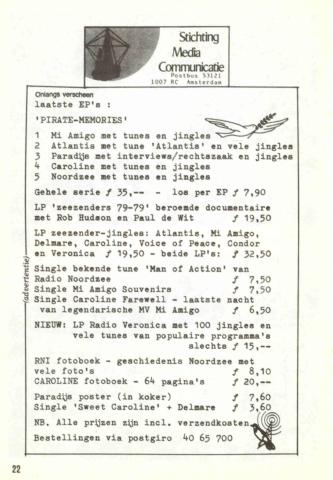 Stichting
Media
Communicatie
Postbus 53121
1007 RC Amsterdam
Onlangs verschenen
laatste EP's :
'PIRATE-MEMORIES'
1 Mi Amigo met tunes en jingles
2 Atlantis met tune 'Atlantis' en vele jingles
3 Paradijs met interviews/rechtszaak en jingles
4 Caroline met tunes en jingles
5 Noordzee met tunes en jingles
Gehele serie ƒ 35,-- - los per EP ƒ 7,90
LP 'zeezenders 79-79' beroemde documentaire
met Rob Hudson en Paul de Wit ƒ 19,50
LP zeezender-jingles: Atlantis, Mi Amigo,
Delmare, Caroline, Voice of Peace, Condor
en Veronica ƒ 19,50 - beide LP's: ƒ 32,50
Single bekende tune 'Man of Action' van
Radio Noordzee ƒ 7,50
Single Mi Amigo Souvenirs ƒ 7,50
Single Caroline Farewell - laatste nacht
van legendarische MV Mi Amigo ƒ 6,50
NIEUW: LP Radio Veronica met 100 jingles en
vele tunes van populaire programma's
slechts ƒ 15,--
RNI fotoboek - geschiedenis Noordzee met
vele foto's ƒ 8,10
CAROLINE fotoboek - 64 pagina's ƒ 20,--
Paradijs poster (in koker) ƒ 7,60
Single 'Sweet Caroline' + Delmare ƒ 3,60
NB. Alle prijzen zijn incl. verzendkosten
Bestellingen via postgiro 40 65 700
(advertentie)
22